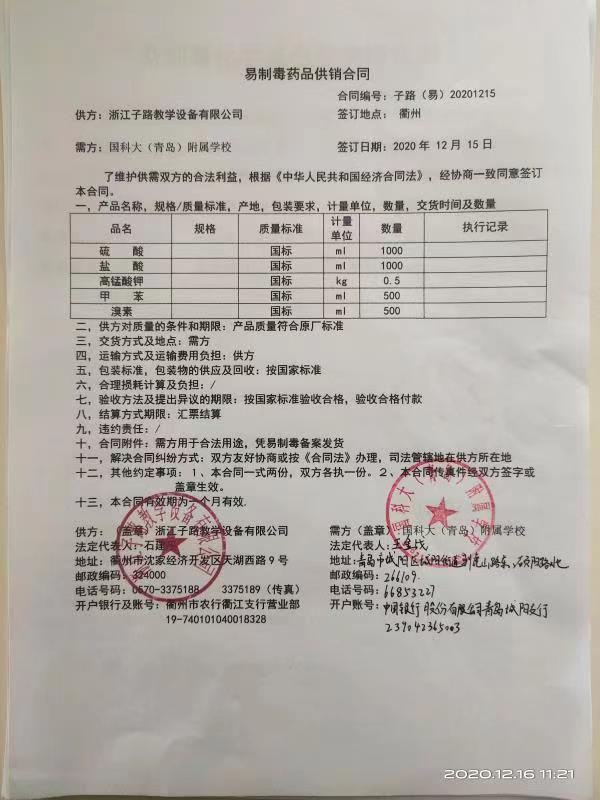 易制毒药品供销合同
合同编号：子路（易）20201215
供方：浙江子路教学设备有限公司 签订地点： 衢州
需方：国科大（青岛）附属学校 签订日期：2020 年 12 月 15 日
了维护供需双方的合法利益，根据《中华人民共和国经济合同法》，经协商一致同意签订
本合同。
一，产品名称，规格/质量标准，产地，包装要求，计量单位，数量，交货时间及数量
品名 规格 质量标准 计量单位 数量 执行记录
硫 酸 国标 ml 1000
盐 酸 国标 ml 1000
高锰酸钾 国标 kg 0.5
甲 苯 国标 ml 500
溴素 国标 ml 500
二，供方对质量的条件和期限：产品质量符合原厂标准
三，交货方式及地点：需方
四，运输方式及运输费用负担：供方
五，包装标准，包装物的供应及回收：按国家标准
六，合理损耗计算及负担：/
七，验收方法及提出异议的期限：按国家标准验收合格，验收合格付款
八，结算方式期限：汇票结算
九，违约责任：/
十，合同附件：需方用于合法用途，凭易制毒备案发货
十一，解决合同纠纷方式：双方友好协商或按《合同法》办理，司法管辖地在供方所在地
十二，其他约定事项：1、本合同一式两份，双方各执一份。2、本合同传真件经双方签字或
盖章生效。
十三，本合同有效期为一个月有效.
供方：（盖章）浙江子路教学设备有限公司 需方（盖章）国科大（青岛）附属学校
法定代表人：石建 法定代表人：
地址：衢州市沈家经济开发区天湖西路 9 号 地址：青岛市城阳区城阳街道
邮政编码：324000 邮政编码：266109
电话号码：0570-3375188 3375189（传真） 电话号码：66853227
开户银行及账号：衢州市农行衢江支行营业部 开户账号：中国银行股份有限公司青岛城阳支行
19-740101040018328 239042365003
2020.12.16 11:21